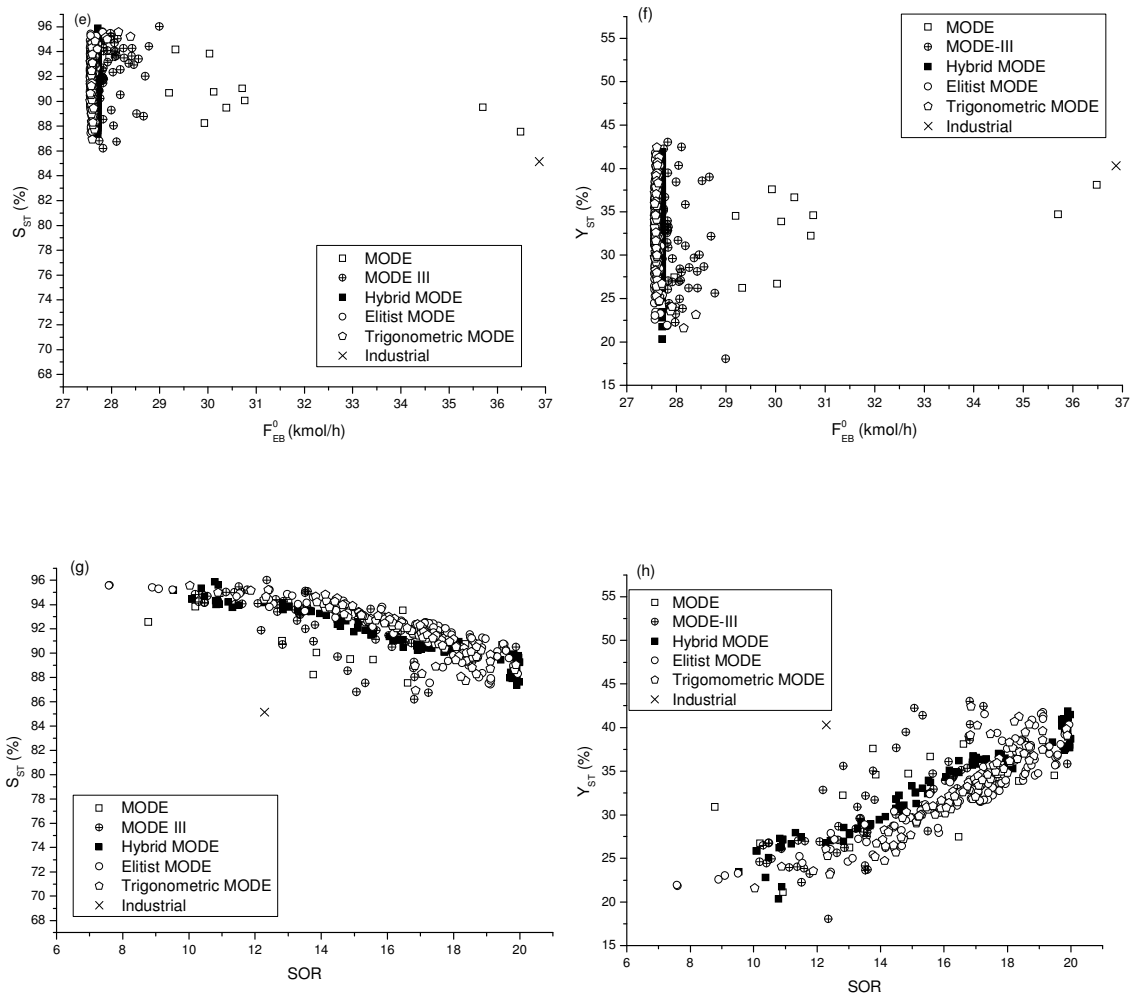 (e)
96
94
92
90
88
86
84
82
80
78
76
74
72
70
68
S_ST (%)
MODE
MODE III
Hybrid MODE
Elitist MODE
Trigonometric MODE
Industrial
27 28 29 30 31 32 33 34 35 36 37
F^0_EB (kmol/h)
(f)
55
50
45
40
35
30
25
20
15
Y_ST (%)
MODE
MODE-III
Hybrid MODE
Elitist MODE
Trigonometric MODE
Industrial
27 28 29 30 31 32 33 34 35 36 37
F^0_EB (kmol/h)
(g)
96
94
92
90
88
86
84
82
80
78
76
74
72
70
68
S_ST (%)
MODE
MODE III
Hybrid MODE
Elitist MODE
Trigonometric MODE
Industrial
6 8 10 12 14 16 18 20
SOR
(h)
55
50
45
40
35
30
25
20
15
Y_ST (%)
MODE
MODE-III
Hybrid MODE
Elitist MODE
Trigomometric MODE
Industrial
6 8 10 12 14 16 18 20
SOR